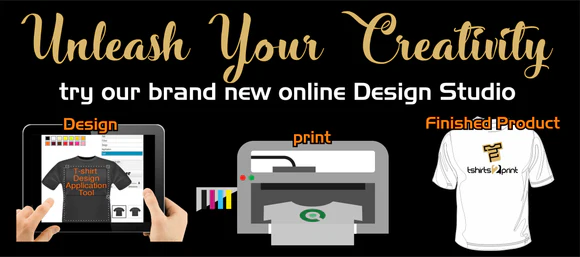 Unleash Your Creativity
try our brand new online Design Studio
Design
print
Finished Product
T-shirt
Design
Application
Tool
tshirts2print